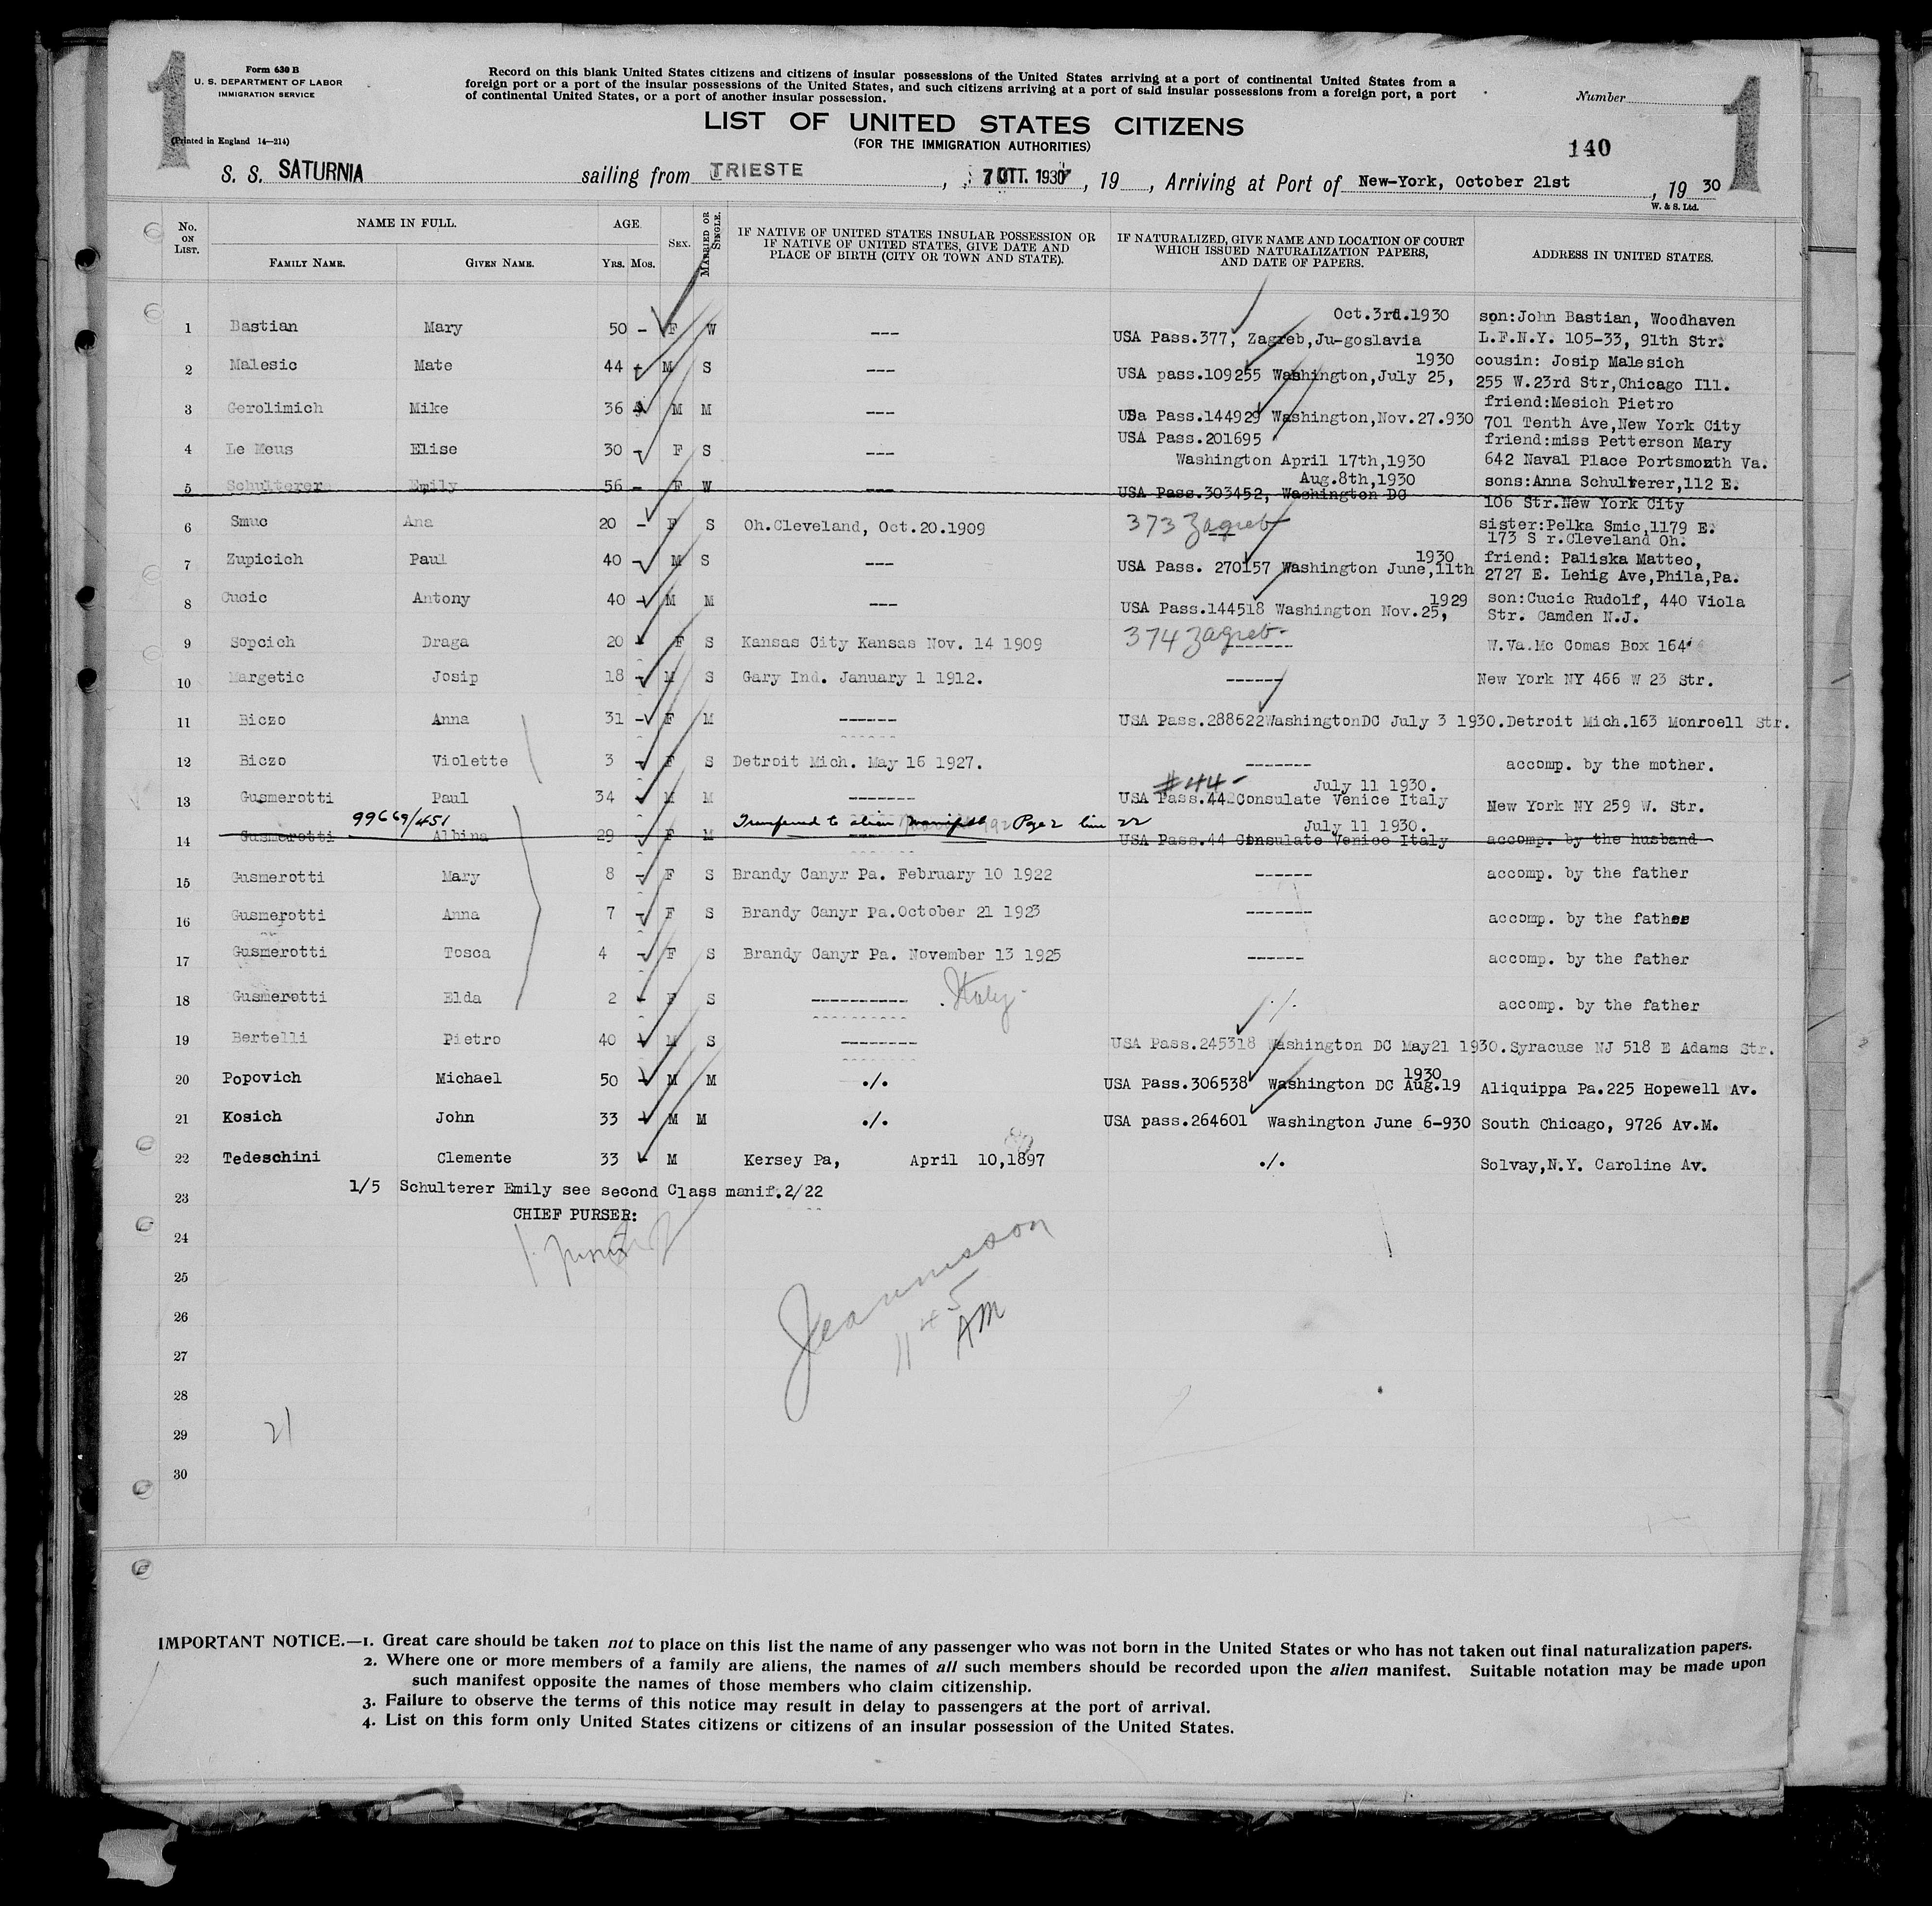 1
Form 630 B
U. S. DEPARTMENT OF LABOR
IMMIGRATION SERVICE
(Printed in England 14—214)
Record on this blank United States citizens and citizens of insular possessions of the United States arriving at a port of continental United States from a
foreign port or a port of the insular possessions of the United States, and such citizens arriving at a port of said insular possessions from a foreign port, a port
of continental United States, or a port of another insular possession.
Number
1
LIST OF UNITED STATES CITIZENS
(FOR THE IMMIGRATION AUTHORITIES)
140
S. S. SATURNIA sailing from TRIESTE, 7 OTT. 1930, 19 , Arriving at Port of New-York, October 21st, 19 30
W. & S. Ltd.
No. ON LIST. NAME IN FULL. FAMILY NAME. GIVEN NAME. AGE YRS. MOS. SEX. MARRIED OR SINGLE. IF NATIVE OF UNITED STATES INSULAR POSSESSION OR IF NATIVE OF UNITED STATES, GIVE DATE AND PLACE OF BIRTH (CITY OR TOWN AND STATE). IF NATURALIZED, GIVE NAME AND LOCATION OF COURT WHICH ISSUED NATURALIZATION PAPERS, AND DATE OF PAPERS. ADDRESS IN UNITED STATES.
1 Bastian Mary 50 - F W --- Oct.3rd.1930 USA Pass.377, Zagreb,Ju-goslavia son:John Bastian, Woodhaven L.F.N.Y. 105-33, 91th Str.
2 Malesic Mate 44 - M S --- 1930 USA pass.109255 Washington,July 25, cousin: Josip Malesich 255 W.23rd Str,Chicago Ill.
3 Gerolimich Mike 36 M M --- USa Pass.144929 Washington,Nov.27.930 friend:Mesich Pietro 701 Tenth Ave,New York City
4 Le Meus Elise 30 - F S --- USA Pass.201695 Washington April 17th,1930 friend:miss Petterson Mary 642 Naval Place Portsmonth Va.
5 Schulterer Emily 56 - F W --- Aug.8th,1930 USA Pass.303452, Washington DC sons:Anna Schulterer,112 E. 106 Str.New York City
6 Smuc Ana 20 - F S Oh.Cleveland, Oct.20.1909 373 Zagreb sister:Pelka Smic,1179 E. 173 S r.Cleveland Oh.
7 Zupicich Paul 40 - M S --- 1930 USA Pass. 270157 Washington June,11th friend: Paliska Matteo, 2727 E. Lehig Ave,Phila,Pa.
8 Cucic Antony 40 - M M --- 1929 USA Pass.144518 Washington Nov.25, son:Cucic Rudolf, 440 Viola Str. Camden N.J.
9 Sopcich Draga 20 - F S Kansas City Kansas Nov. 14 1909 374 Zagreb- ------- W.Va.Mc Comas Box 164
10 Margetic Josip 18 - M S Gary Ind. January 1 1912. ------ New York NY 466 W 23 Str.
11 Biczo Anna 31 - F M ------ USA Pass.288622WashingtonDC July 3 1930. Detroit Mich.163 Monroell Str.
12 Biczo Violette 3 - F S Detroit Mich. May 16 1927. ------- accomp. by the mother.
13 Gusmerotti Paul 34 - M M ------- #44- July 11 1930. USA Pass.442Consulate Venice Italy New York NY 259 W. Str.
99669/451 Transferred to alien manifest Page 2 line 22
14 Gusmerotti Albina 29 - F M July 11 1930. USA Pass.44 Consulate Venice Italy accomp. by the husband
15 Gusmerotti Mary 8 - F S Brandy Canyr Pa. February 10 1922 ------ accomp. by the father
16 Gusmerotti Anna 7 - F S Brandy Canyr Pa.October 21 1923 ------- accomp. by the father
17 Gusmerotti Tosca 4 - F S Brandy Canyr Pa. November 13 1925 ------ accomp. by the father
18 Gusmerotti Elda 2 - F S ---------- Italy ./. accomp. by the father
19 Bertelli Pietro 40 - M S -------- USA Pass.245318 Washington DC May21 1930. Syracuse NJ 518 E Adams Str.
20 Popovich Michael 50 - M M ./. 1930 USA Pass.306538 Washington DC Aug.19 Aliquippa Pa.225 Hopewell Av.
21 Kosich John 33 - M M ./. USA pass.264601 Washington June 6-930 South Chicago, 9726 Av.M.
22 Tedeschini Clemente 33 - M Kersey Pa, April 10,1897 ./. Solvay,N.Y. Caroline Av.
23 1/5 Schulterer Emily see second Class manif.2/22
CHIEF PURSER:
24
25
26
11 45 AM
27
28
29
21
30
IMPORTANT NOTICE.—1. Great care should be taken not to place on this list the name of any passenger who was not born in the United States or who has not taken out final naturalization papers.
2. Where one or more members of a family are aliens, the names of all such members should be recorded upon the alien manifest. Suitable notation may be made upon
such manifest opposite the names of those members who claim citizenship.
3. Failure to observe the terms of this notice may result in delay to passengers at the port of arrival.
4. List on this form only United States citizens or citizens of an insular possession of the United States.